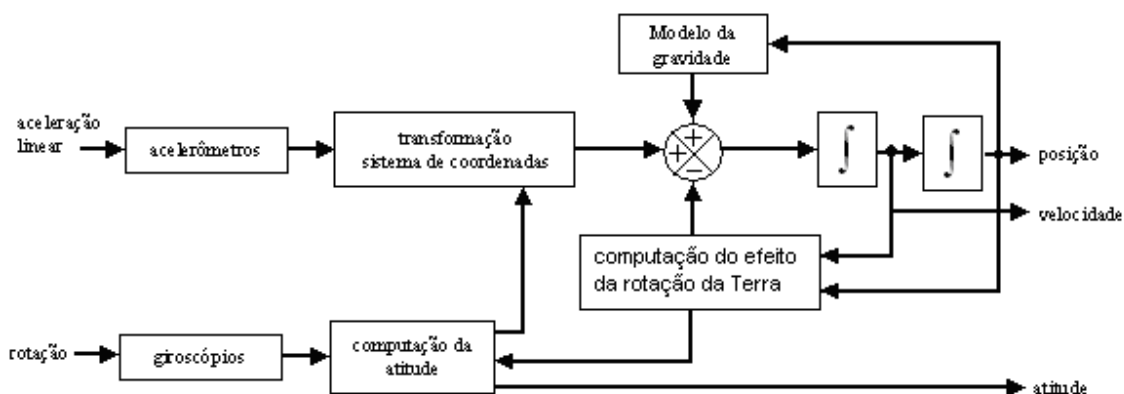 Modelo da
gravidade
aceleração
linear
acelerômetros
transformação
sistema de coordenadas
+
+
−
∫
∫
posição
velocidade
computação do efeito
da rotação da Terra
rotação
giroscópios
computação da
atitude
atitude